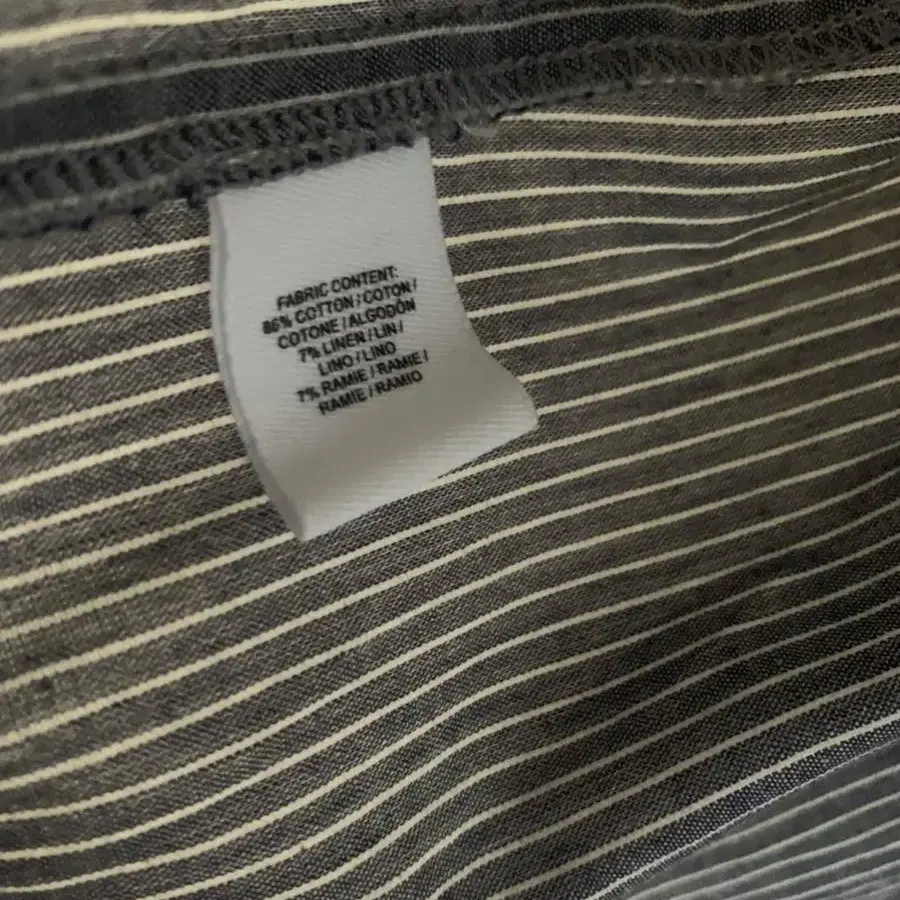 FABRIC CONTENT:
86% COTTON / COTON /
COTONE / ALGODÓN
7% LINEN / LIN /
LINO / LINO
7% RAMIE / RAMIE /
RAMIE / RAMIO